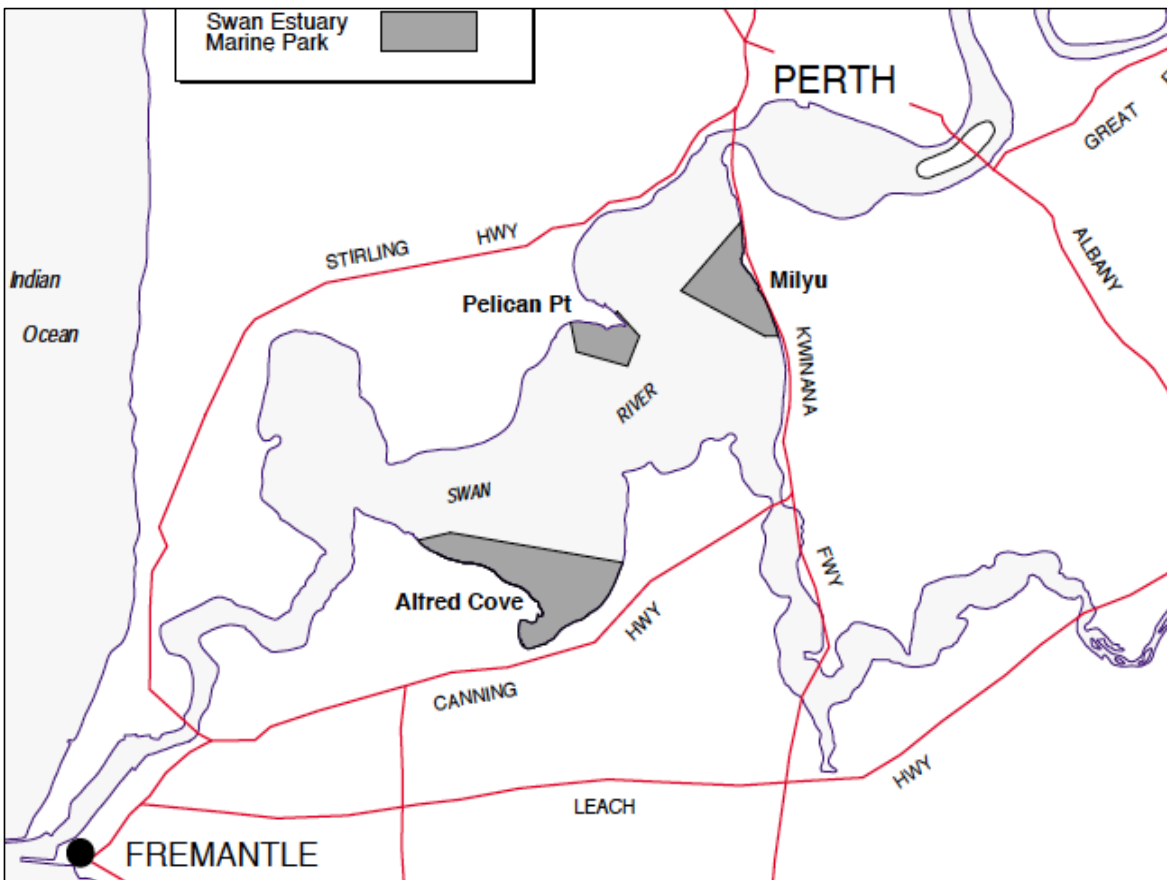 Swan Estuary
Marine Park
PERTH
GREAT
STIRLING HWY
ALBANY
Indian
Ocean
Milyu
Pelican Pt
KWINANA
RIVER
SWAN
FWY
Alfred Cove
HWY
CANNING
HWY
LEACH
FREMANTLE